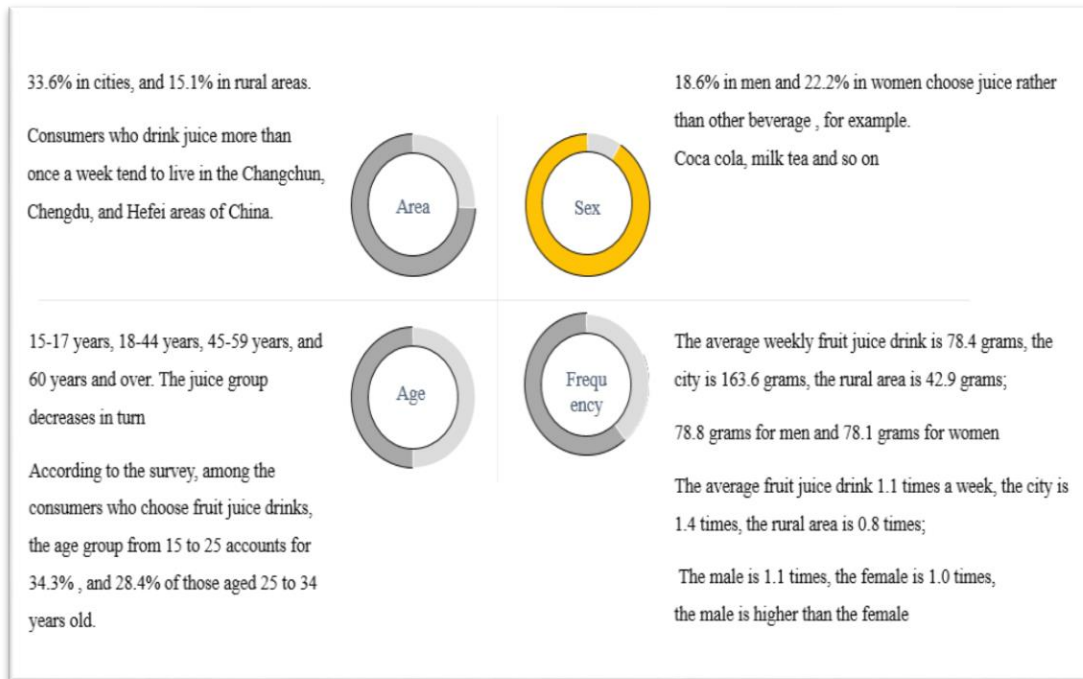 33.6% in cities, and 15.1% in rural areas.
Consumers who drink juice more than
once a week tend to live in the Changchun,
Chengdu, and Hefei areas of China.
Area
Sex
18.6% in men and 22.2% in women choose juice rather
than other beverage , for example.
Coca cola, milk tea and so on
15-17 years, 18-44 years, 45-59 years, and
60 years and over. The juice group
decreases in turn
According to the survey, among the
consumers who choose fruit juice drinks,
the age group from 15 to 25 accounts for
34.3% , and 28.4% of those aged 25 to 34
years old.
Age
Frequ
ency
The average weekly fruit juice drink is 78.4 grams, the
city is 163.6 grams, the rural area is 42.9 grams;
78.8 grams for men and 78.1 grams for women
The average fruit juice drink 1.1 times a week, the city is
1.4 times, the rural area is 0.8 times;
The male is 1.1 times, the female is 1.0 times,
the male is higher than the female